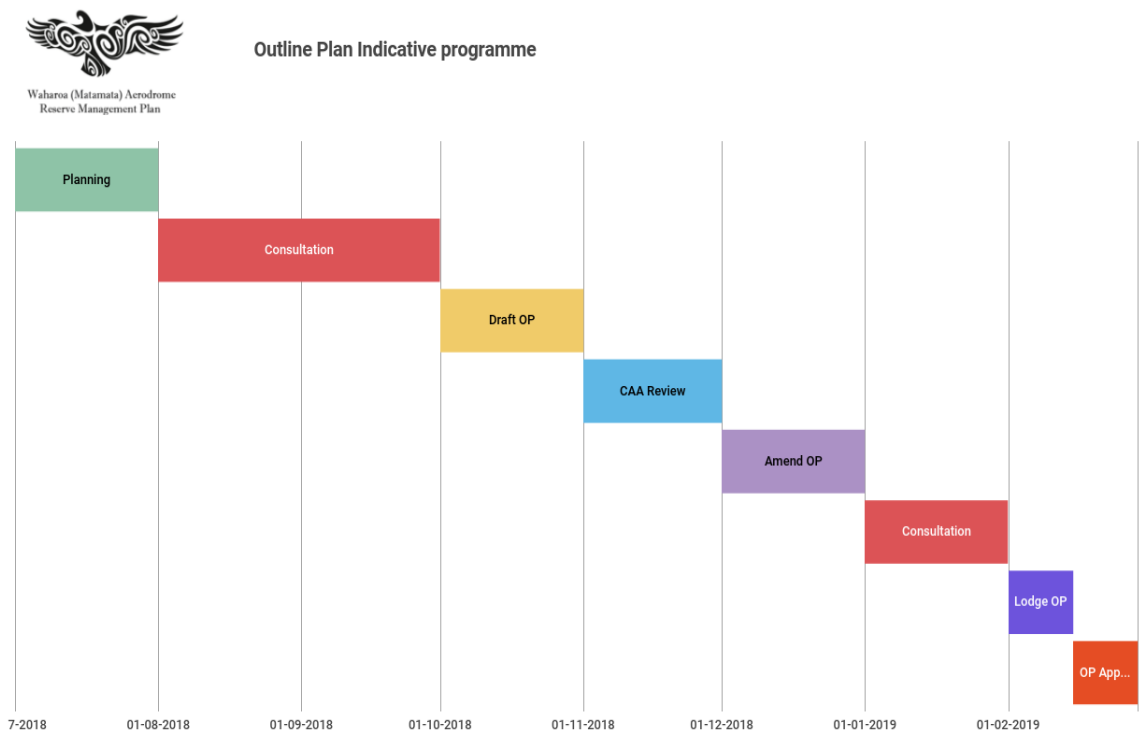 Outline Plan Indicative programme
Waharoa (Matamata) Aerodrome
Reserve Management Plan
Planning
Consultation
Draft OP
CAA Review
Amend OP
Consultation
Lodge OP
OP App...
7-2018 01-08-2018 01-09-2018 01-10-2018 01-11-2018 01-12-2018 01-01-2019 01-02-2019